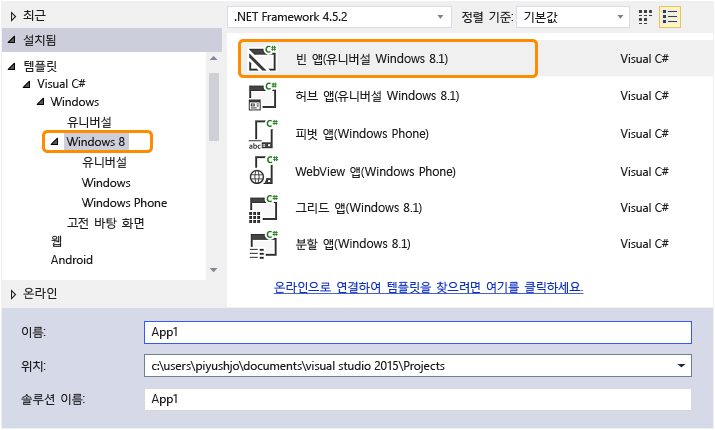 최근
설치됨
템플릿
Visual C#
Windows
유니버설
Windows 8
유니버설
Windows
Windows Phone
고전 바탕 화면
웹
Android
온라인
.NET Framework 4.5.2 정렬 기준: 기본값
C# 빈 앱(유니버설 Windows 8.1) Visual C#
C# 허브 앱(유니버설 Windows 8.1) Visual C#
C# abc 피벗 앱(Windows Phone) Visual C#
C# WebView 앱(Windows Phone) Visual C#
C# 그리드 앱(Windows 8.1) Visual C#
C# 분할 앱(Windows 8.1) Visual C#
온라인으로 연결하여 템플릿을 찾으려면 여기를 클릭하세요.
이름: App1
위치: c:\users\piyushjo\documents\visual studio 2015\Projects
솔루션 이름: App1